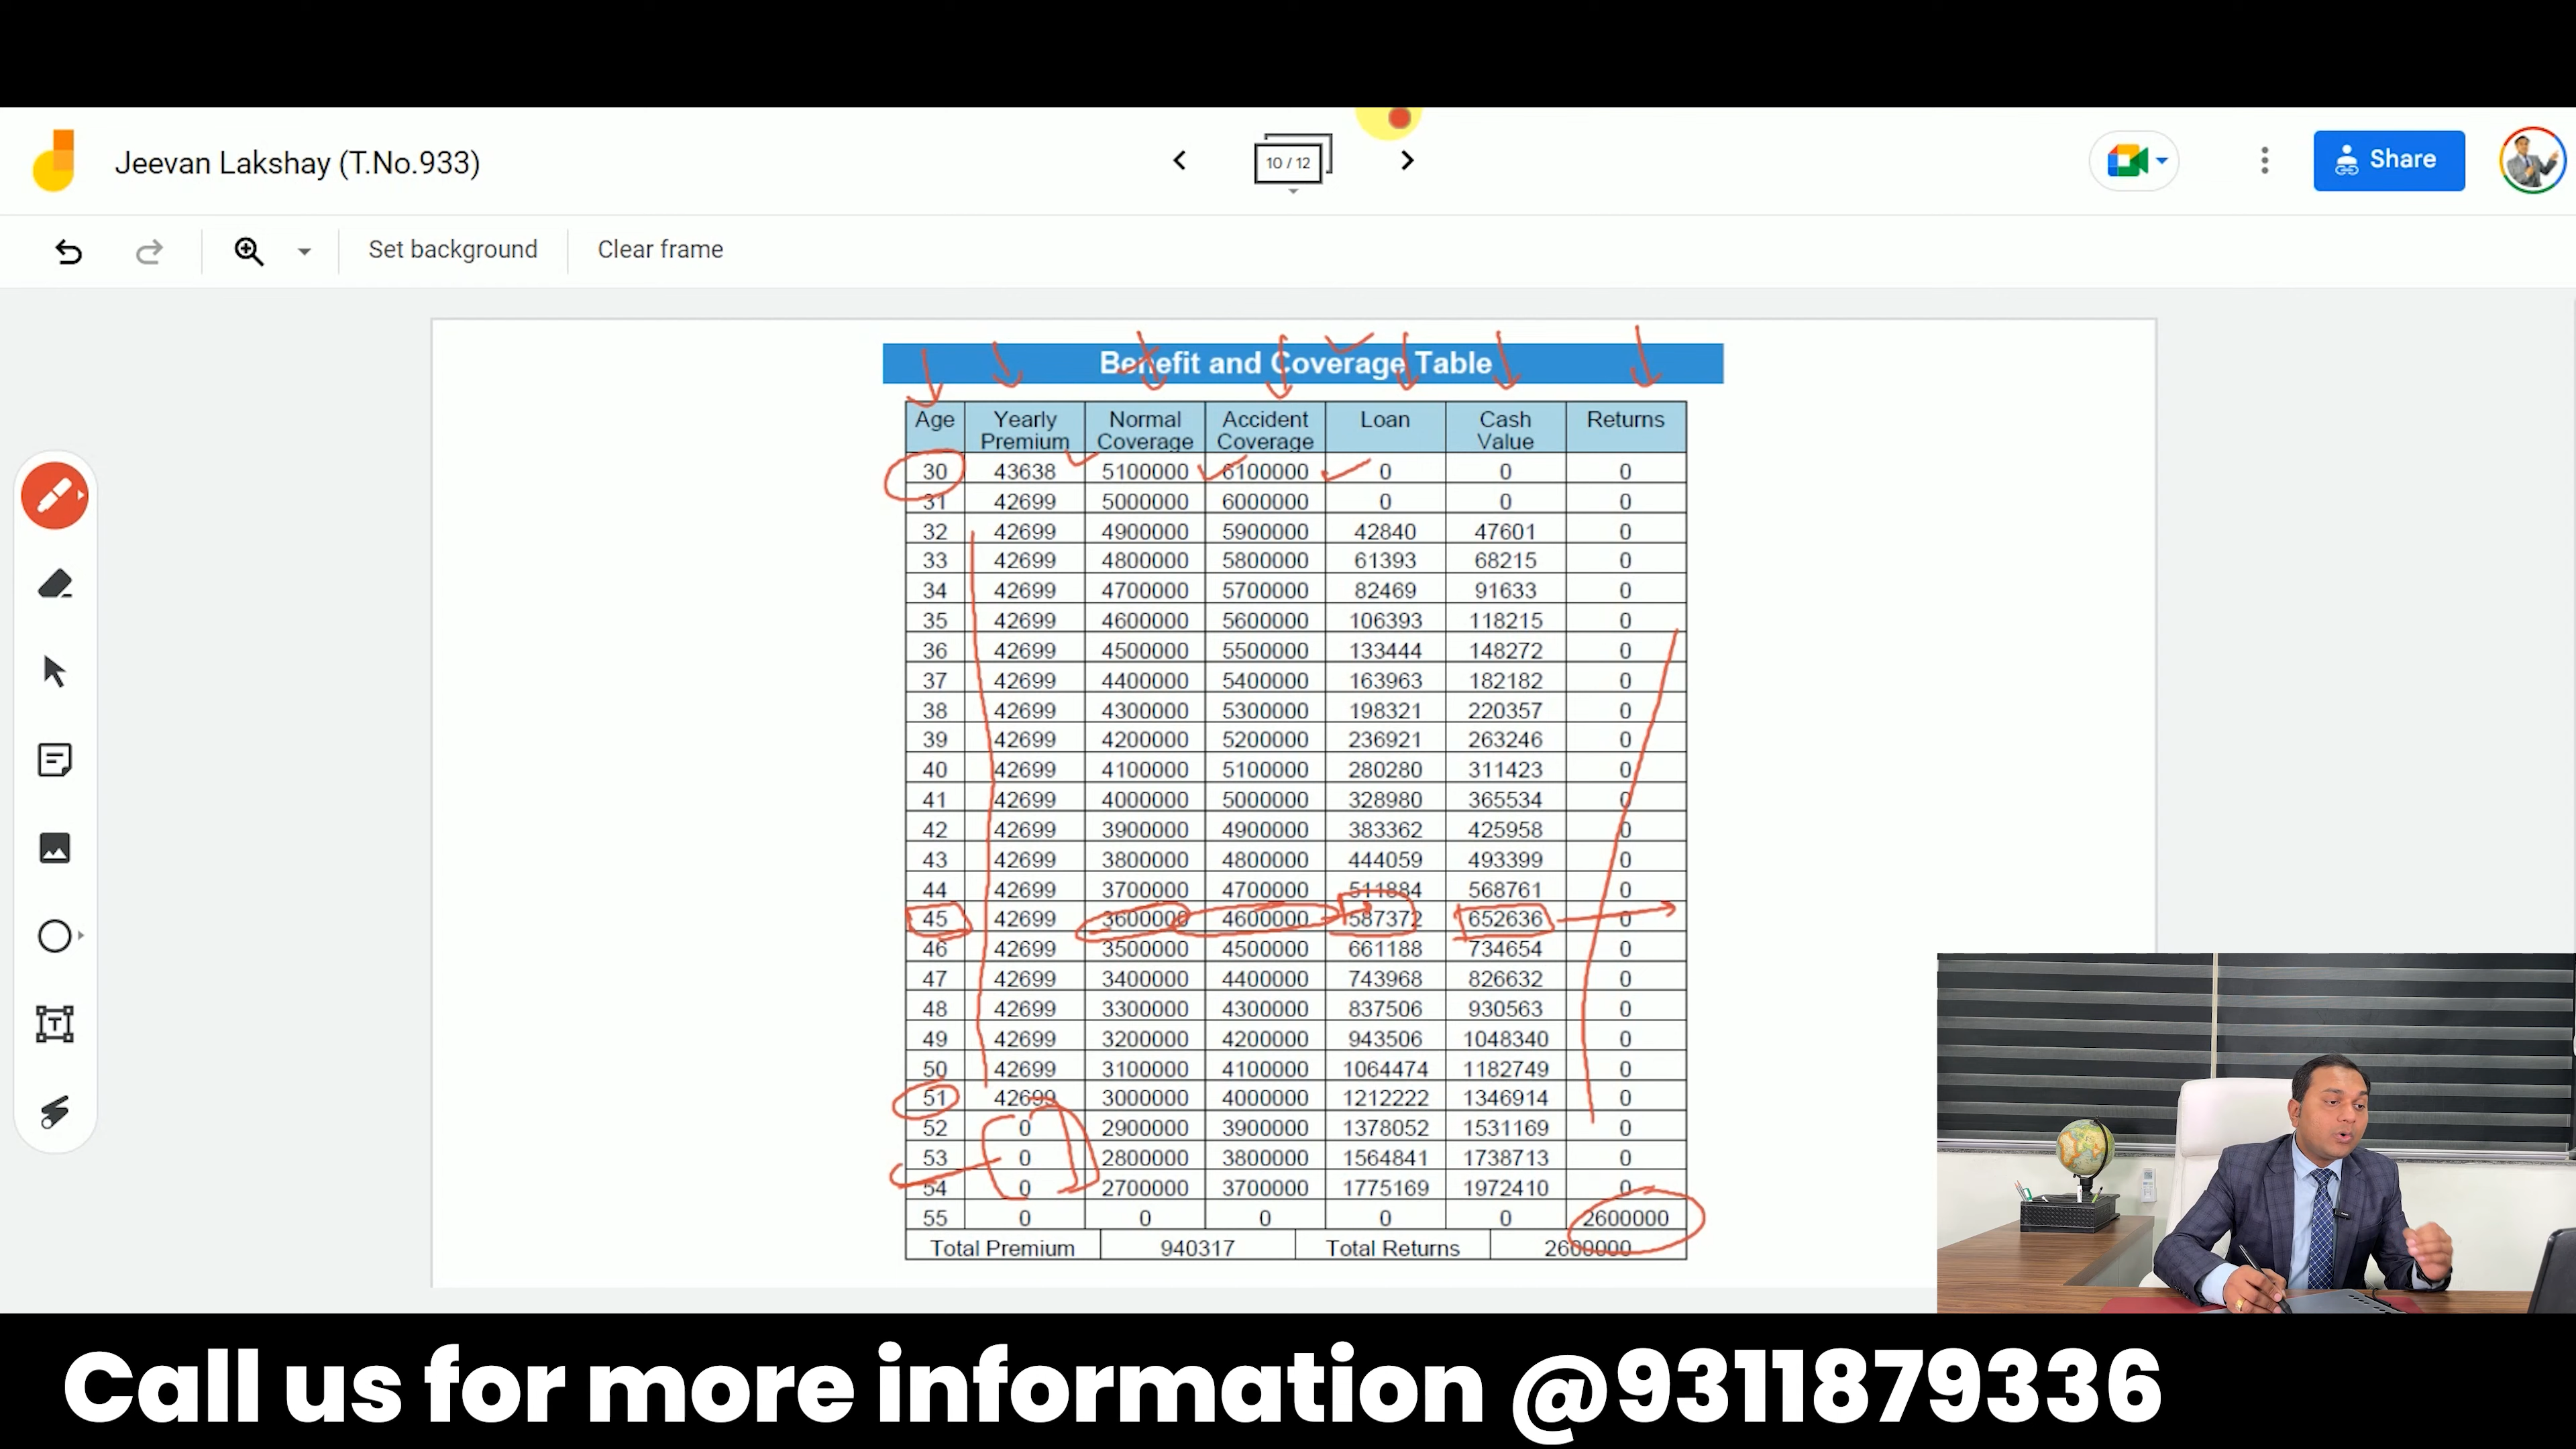 Jeevan Lakshay (T.No.933)
10 / 12
Share
Set background
Clear frame
Benefit and Coverage Table
Age Yearly Premium Normal Coverage Accident Coverage Loan Cash Value Returns
30 43638 5100000 6100000 0 0 0
31 42699 5000000 6000000 0 0 0
32 42699 4900000 5900000 42840 47601 0
33 42699 4800000 5800000 61393 68215 0
34 42699 4700000 5700000 82469 91633 0
35 42699 4600000 5600000 106393 118215 0
36 42699 4500000 5500000 133444 148272 0
37 42699 4400000 5400000 163963 182182 0
38 42699 4300000 5300000 198321 220357 0
39 42699 4200000 5200000 236921 263246 0
40 42699 4100000 5100000 280280 311423 0
41 42699 4000000 5000000 328980 365534 0
42 42699 3900000 4900000 383362 425958 0
43 42699 3800000 4800000 444059 493399 0
44 42699 3700000 4700000 511884 568761 0
45 42699 3600000 4600000 587372 652636 0
46 42699 3500000 4500000 661188 734654 0
47 42699 3400000 4400000 743968 826632 0
48 42699 3300000 4300000 837506 930563 0
49 42699 3200000 4200000 943506 1048340 0
50 42699 3100000 4100000 1064474 1182749 0
51 42699 3000000 4000000 1212222 1346914 0
52 0 2900000 3900000 1378052 1531169 0
53 0 2800000 3800000 1564841 1738713 0
54 0 2700000 3700000 1775169 1972410 0
55 0 0 0 0 0 2600000
Total Premium 940317 Total Returns 2600000
Call us for more information @9311879336